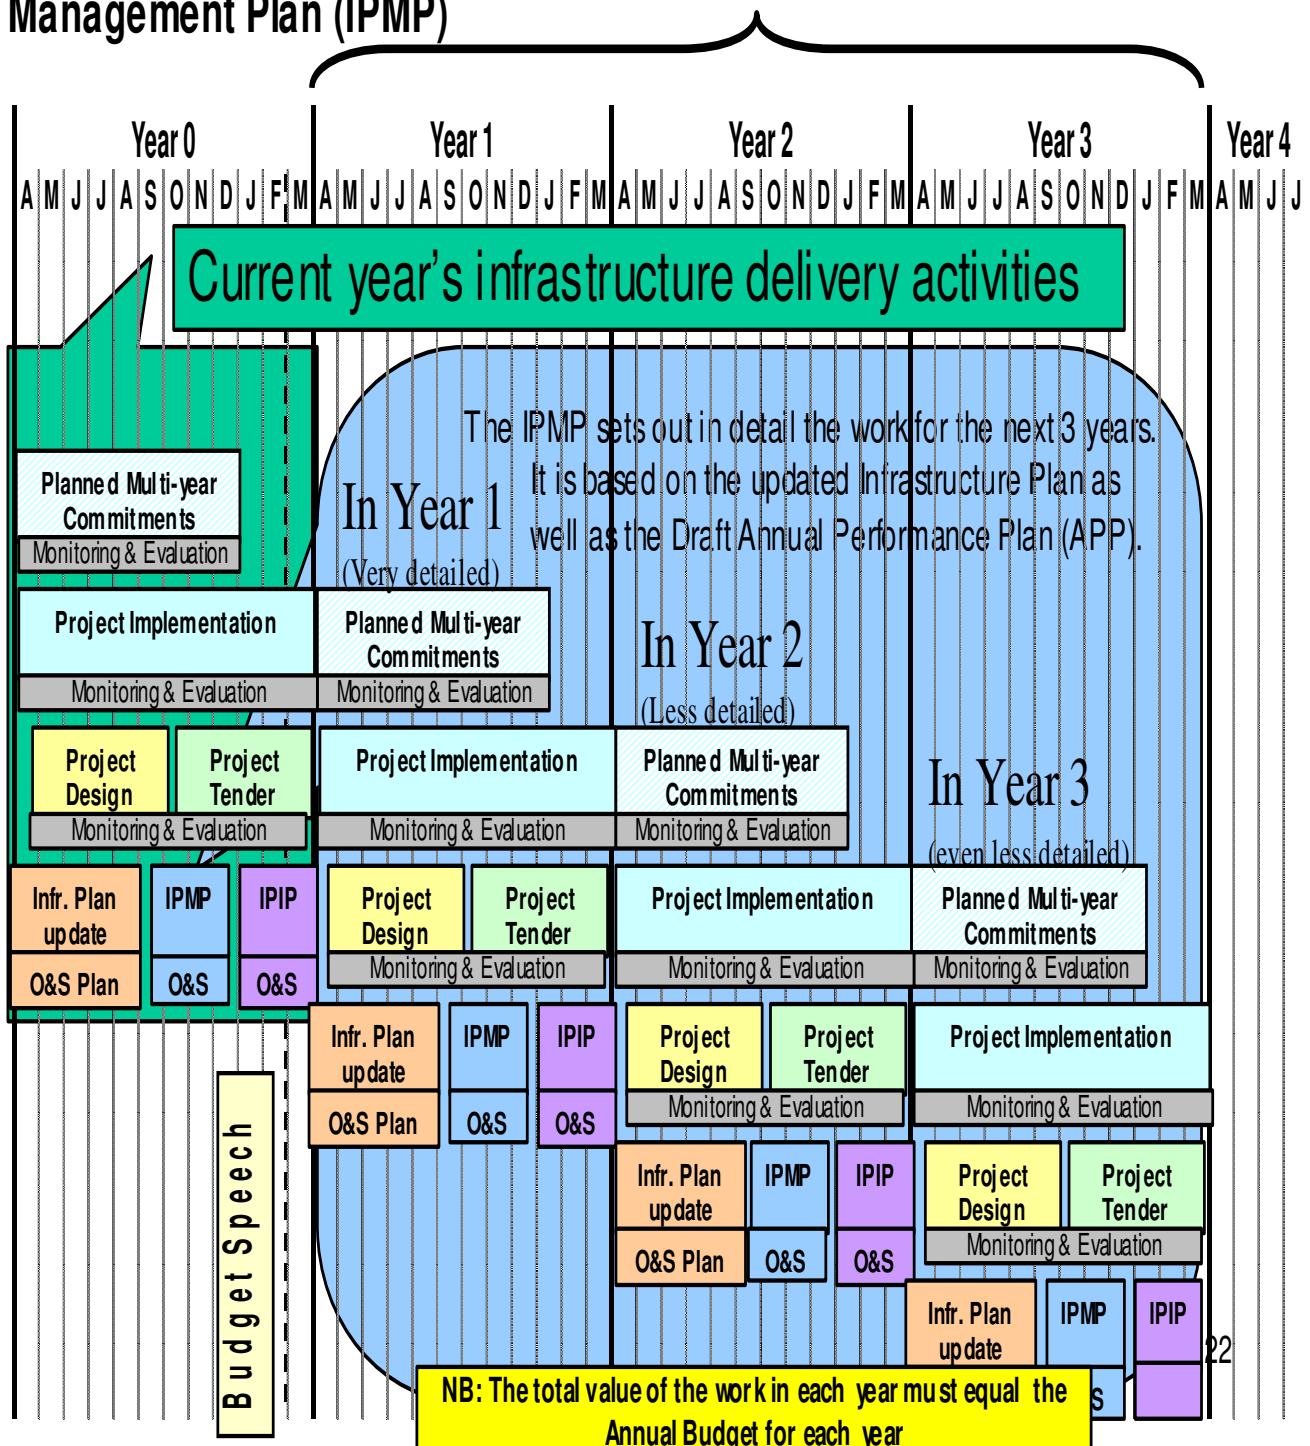 Management Plan (IPMP)
Year 0 Year 1 Year 2 Year 3 Year 4
A M J J A S O N D J F M A M J J A S O N D J F M A M J J A S O N D J F M A M J J A S O N D J F M A M J J
Current year's infrastructure delivery activities
The IPMP sets out in detail the work for the next 3 years.
It is based on the updated Infrastructure Plan as
well as the Draft Annual Performance Plan (APP).
Planned Multi-year
Commitments
Monitoring & Evaluation
In Year 1
(Very detailed)
Project Implementation
Monitoring & Evaluation
Planned Multi-year
Commitments
Monitoring & Evaluation
In Year 2
(Less detailed)
Project
Design
Project
Tender
Monitoring & Evaluation
Project Implementation
Monitoring & Evaluation
Planned Multi-year
Commitments
Monitoring & Evaluation
In Year 3
(even less detailed)
Infr. Plan
update
O&S Plan
IPMP
O&S
IPIP
O&S
Project
Design
Project
Tender
Monitoring & Evaluation
Project Implementation
Monitoring & Evaluation
Planned Multi-year
Commitments
Monitoring & Evaluation
Infr. Plan
update
O&S Plan
IPMP
O&S
IPIP
O&S
Project
Design
Project
Tender
Monitoring & Evaluation
Project Implementation
Monitoring & Evaluation
Budget Speech
Infr. Plan
update
O&S Plan
IPMP
O&S
IPIP
O&S
Project
Design
Project
Tender
Monitoring & Evaluation
Infr. Plan
update
IPMP
S
IPIP
22
NB: The total value of the work in each year must equal the
Annual Budget for each year